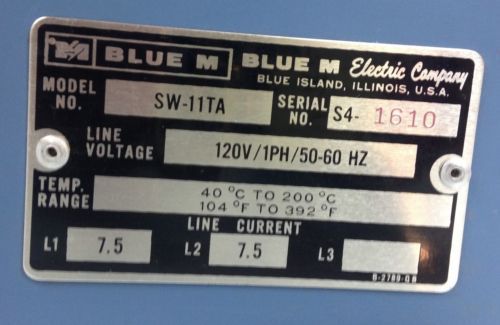 BLUE M BLUE M Electric Company
BLUE ISLAND, ILLINOIS, U.S.A.
MODEL NO. SW-11TA SERIAL NO. S4- 1610
LINE VOLTAGE 120V/1PH/50-60 HZ
TEMP. RANGE 40 °C TO 200 °C
104 °F TO 392 °F
LINE CURRENT
L1 7.5 L2 7.5 L3
B-2789-Q B